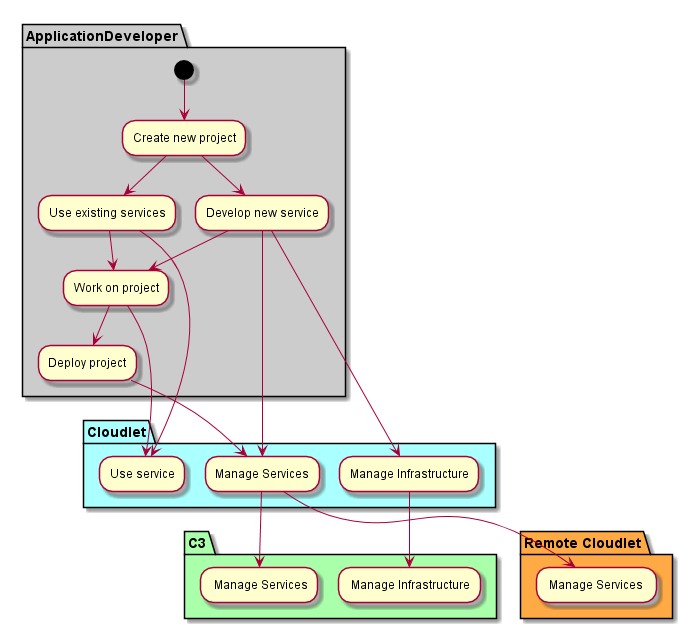 ApplicationDeveloper
Create new project
Use existing services
Develop new service
Work on project
Deploy project
Cloudlet
Use service
Manage Services
Manage Infrastructure
C3
Remote Cloudlet
Manage Services
Manage Infrastructure
Manage Services